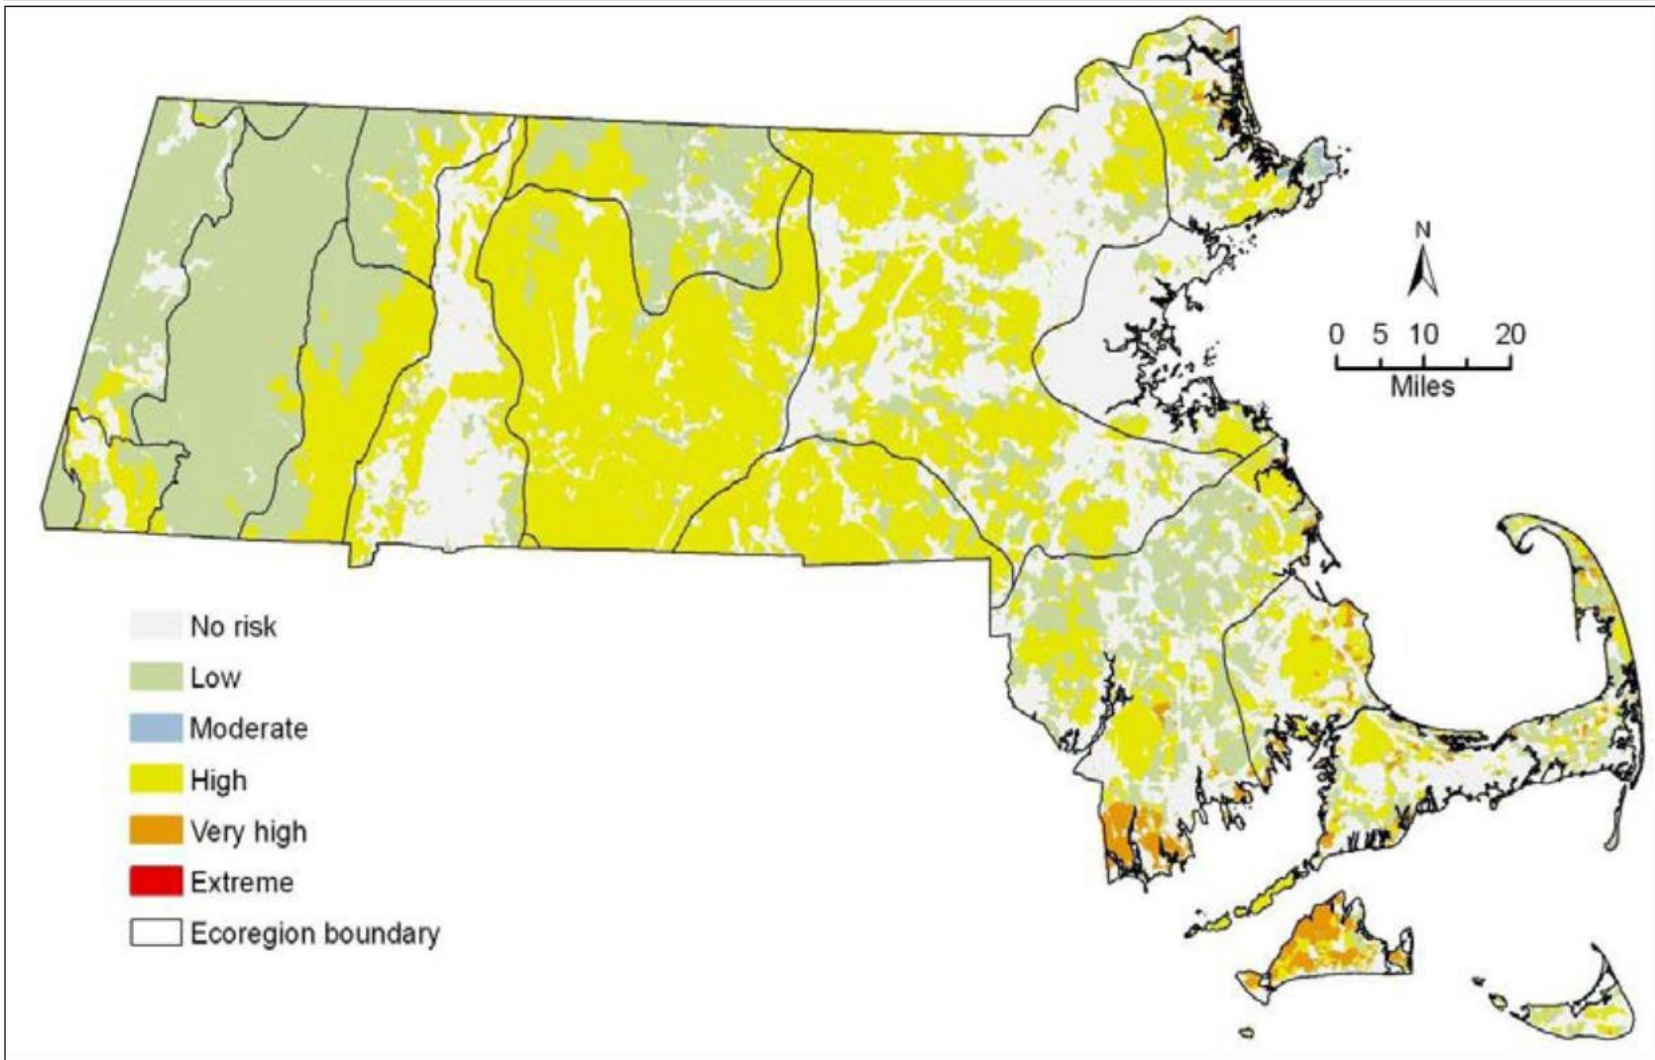 N
0 5 10 20
Miles
No risk
Low
Moderate
High
Very high
Extreme
Ecoregion boundary